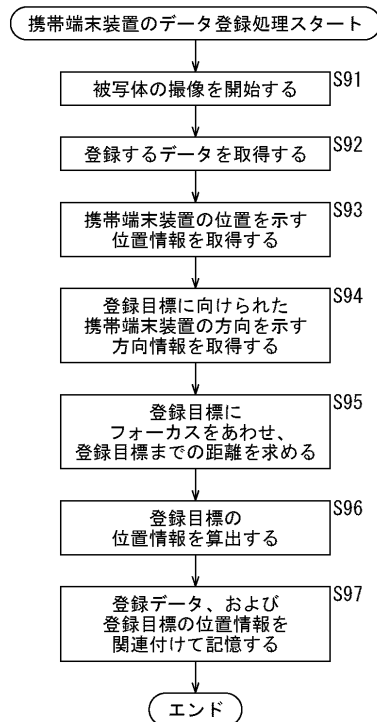 携帯端末装置のデータ登録処理スタート
S91
被写体の撮像を開始する
S92
登録するデータを取得する
S93
携帯端末装置の位置を示す
位置情報を取得する
S94
登録目標に向けられた
携帯端末装置の方向を示す
方向情報を取得する
S95
登録目標に
フォーカスをあわせ、
登録目標までの距離を求める
S96
登録目標の
位置情報を算出する
S97
登録データ、および
登録目標の位置情報を
関連付けて記憶する
エンド